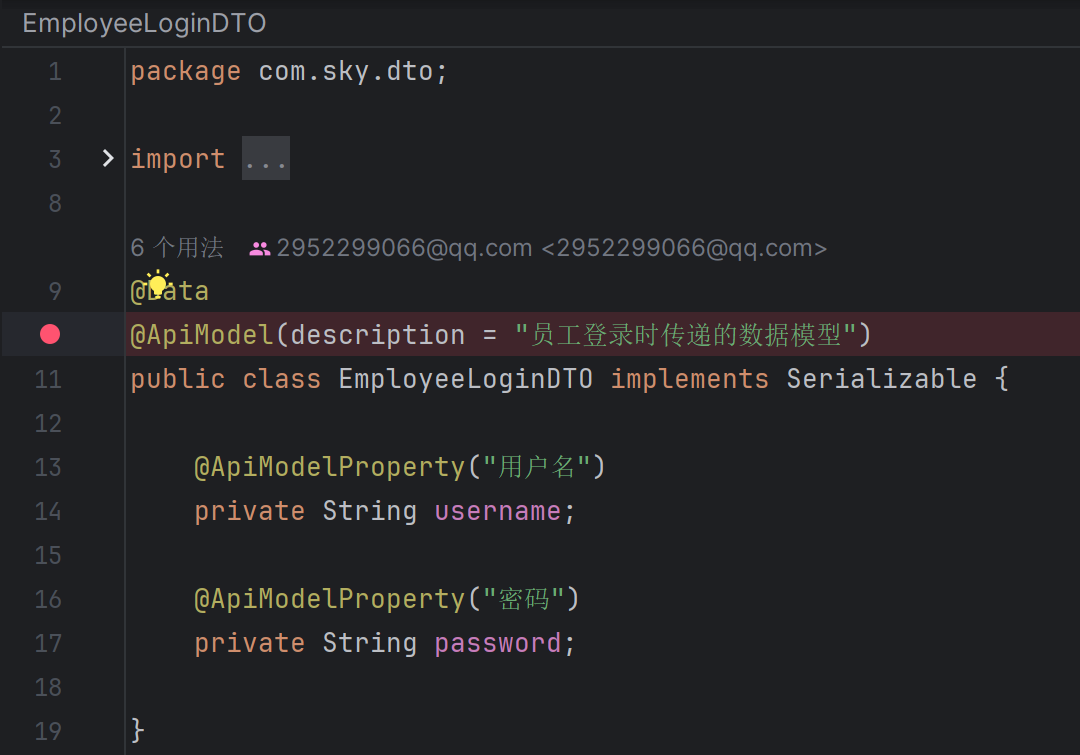 EmployeeLoginDTO
1 package com.sky.dto;
2
3 import ...
8
6 个用法 2952299066@qq.com <2952299066@qq.com>
9 @Data
@ApiModel(description = "员工登录时传递的数据模型")
11 public class EmployeeLoginDTO implements Serializable {
12
13 @ApiModelProperty("用户名")
14 private String username;
15
16 @ApiModelProperty("密码")
17 private String password;
18
19 }